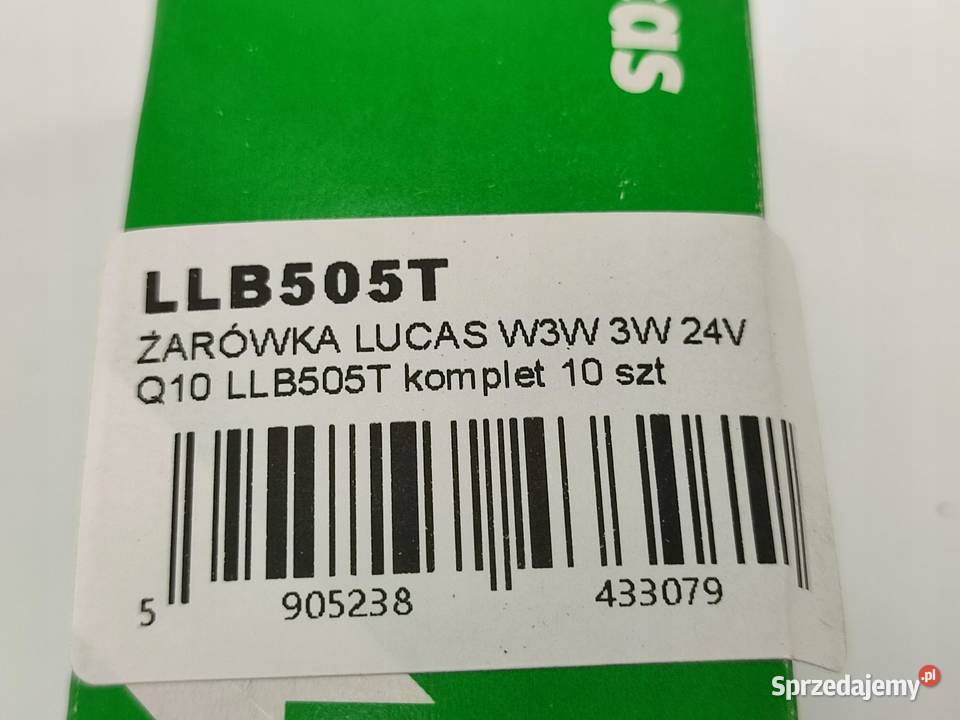 LLB505T
ŻARÓWKA LUCAS W3W 3W 24V
Q10 LLB505T komplet 10 szt
5 905238 433079
Sprzedajemy.pl